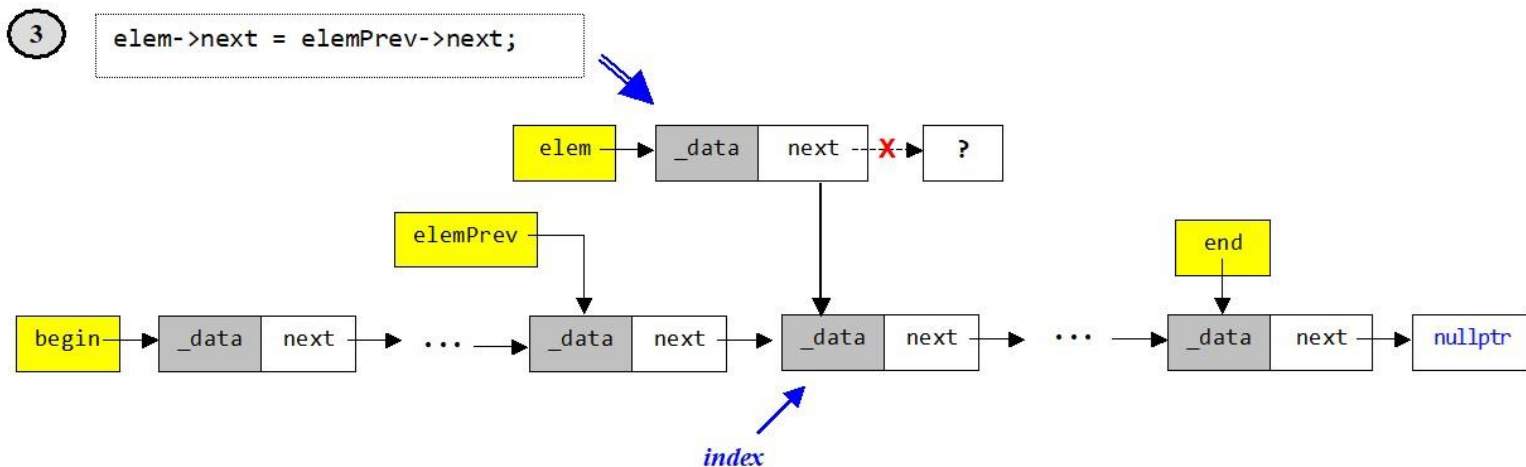 3
elem->next = elemPrev->next;
elem _data next X ?
elemPrev
end
begin _data next ... _data next _data next ... _data next nullptr
index